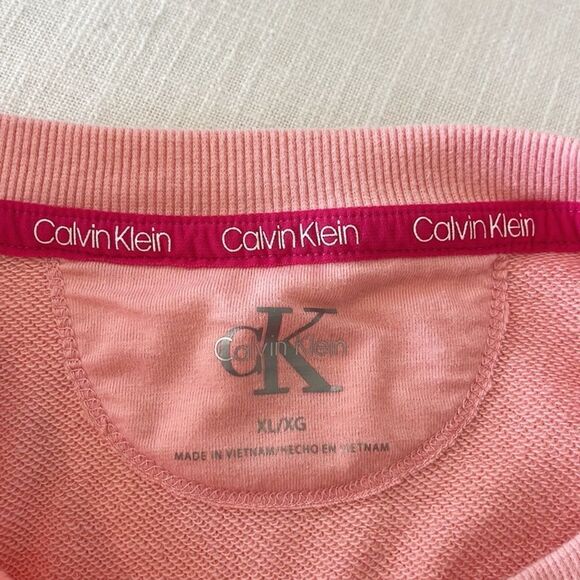 Calvin Klein Calvin Klein Calvin Klein
cK
Calvin Klein
XL/XG
MADE IN VIETNAM/HECHO EN VIETNAM